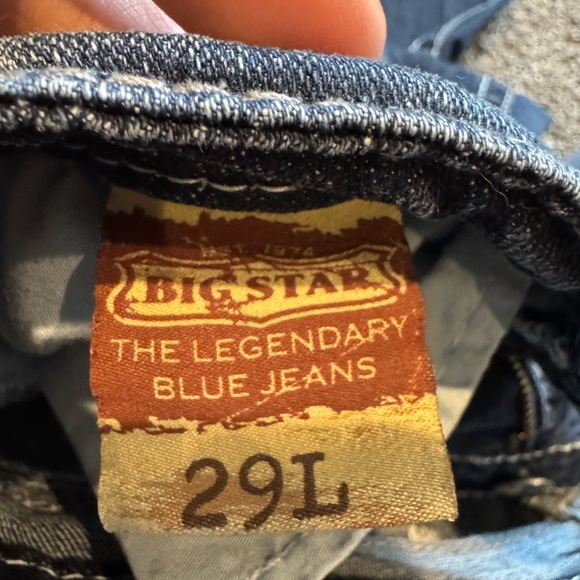 EST. 1974
BIG STAR
THE LEGENDARY
BLUE JEANS
29L